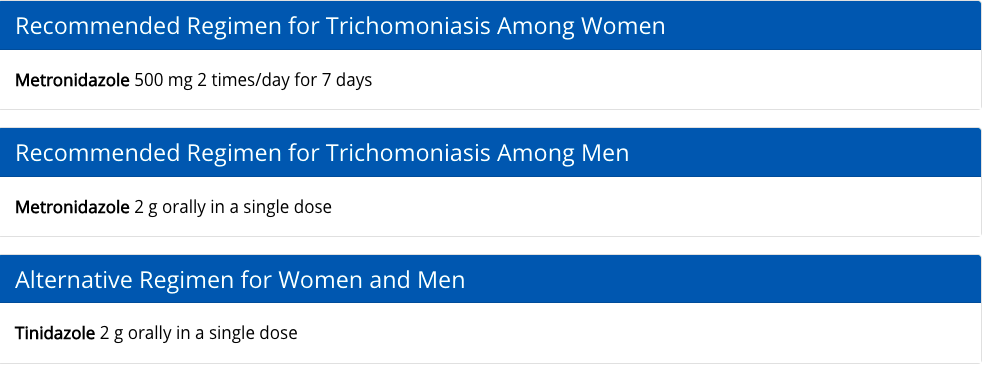 Recommended Regimen for Trichomoniasis Among Women
Metronidazole 500 mg 2 times/day for 7 days
Recommended Regimen for Trichomoniasis Among Men
Metronidazole 2 g orally in a single dose
Alternative Regimen for Women and Men
Tinidazole 2 g orally in a single dose